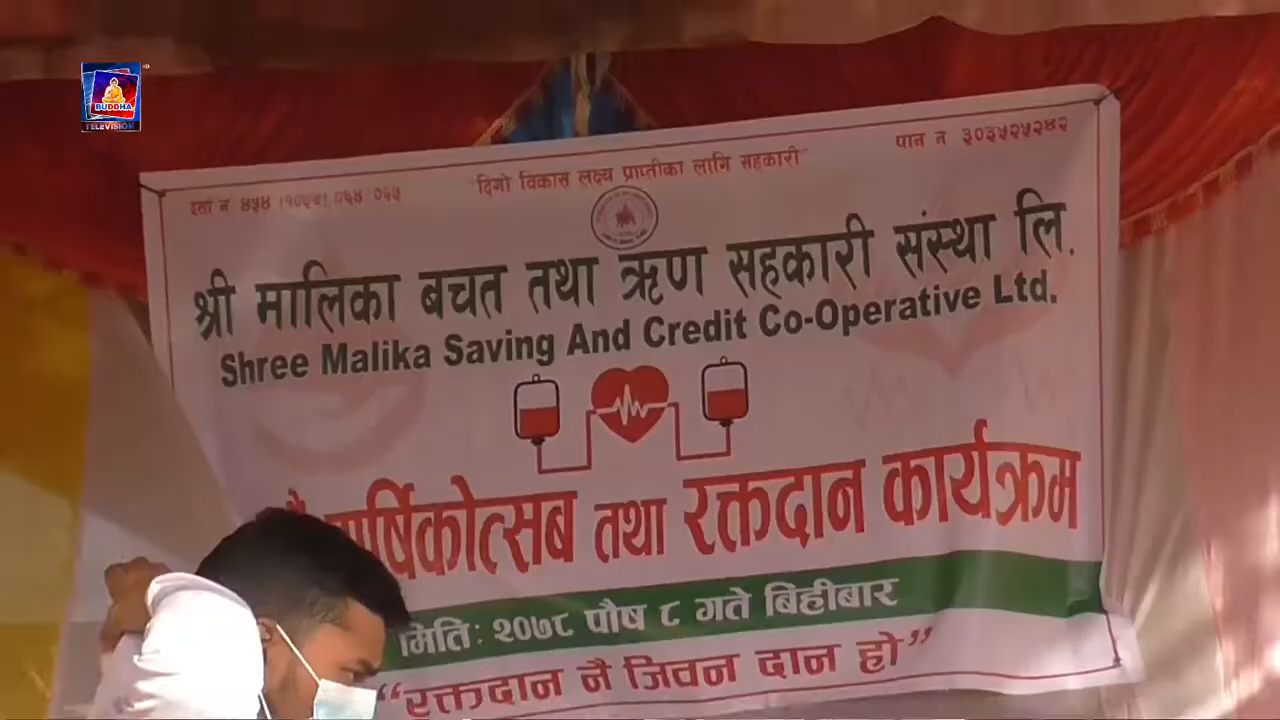 BUDDHA
TELEVISION
"दिगो विकास लक्ष्य प्राप्तीका लागि सहकारी"
पान न ३०३५२५२४२
श्री मालिका बचत तथा ऋण सहकारी संस्था लि.
Shree Malika Saving And Credit Co-Operative Ltd.
तथा रक्तदान कार्यक्रम
मिति: २०७८ पौष ८ गते बिहीबार
"रक्तदान नै जिवन दान हो"